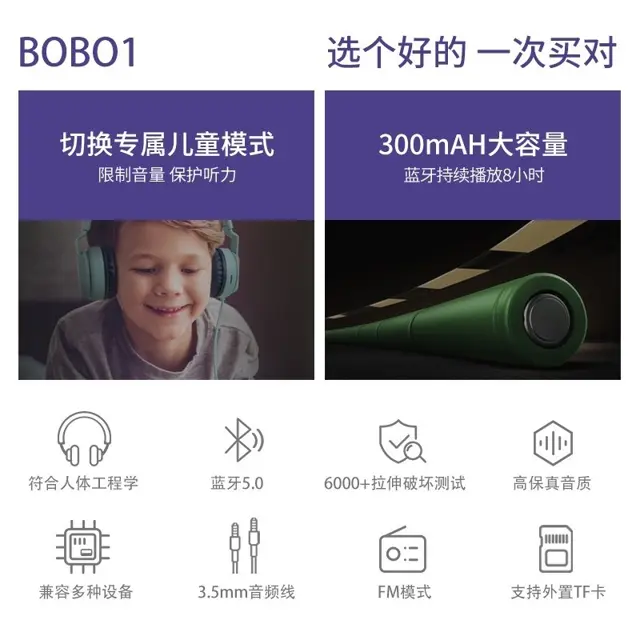 BOBO1
选个好的 一次买对
切换专属儿童模式
限制音量 保护听力
300mAH大容量
蓝牙持续播放8小时
符合人体工程学
蓝牙5.0
6000+拉伸破坏测试
高保真音质
兼容多种设备
3.5mm音频线
FM模式
支持外置TF卡